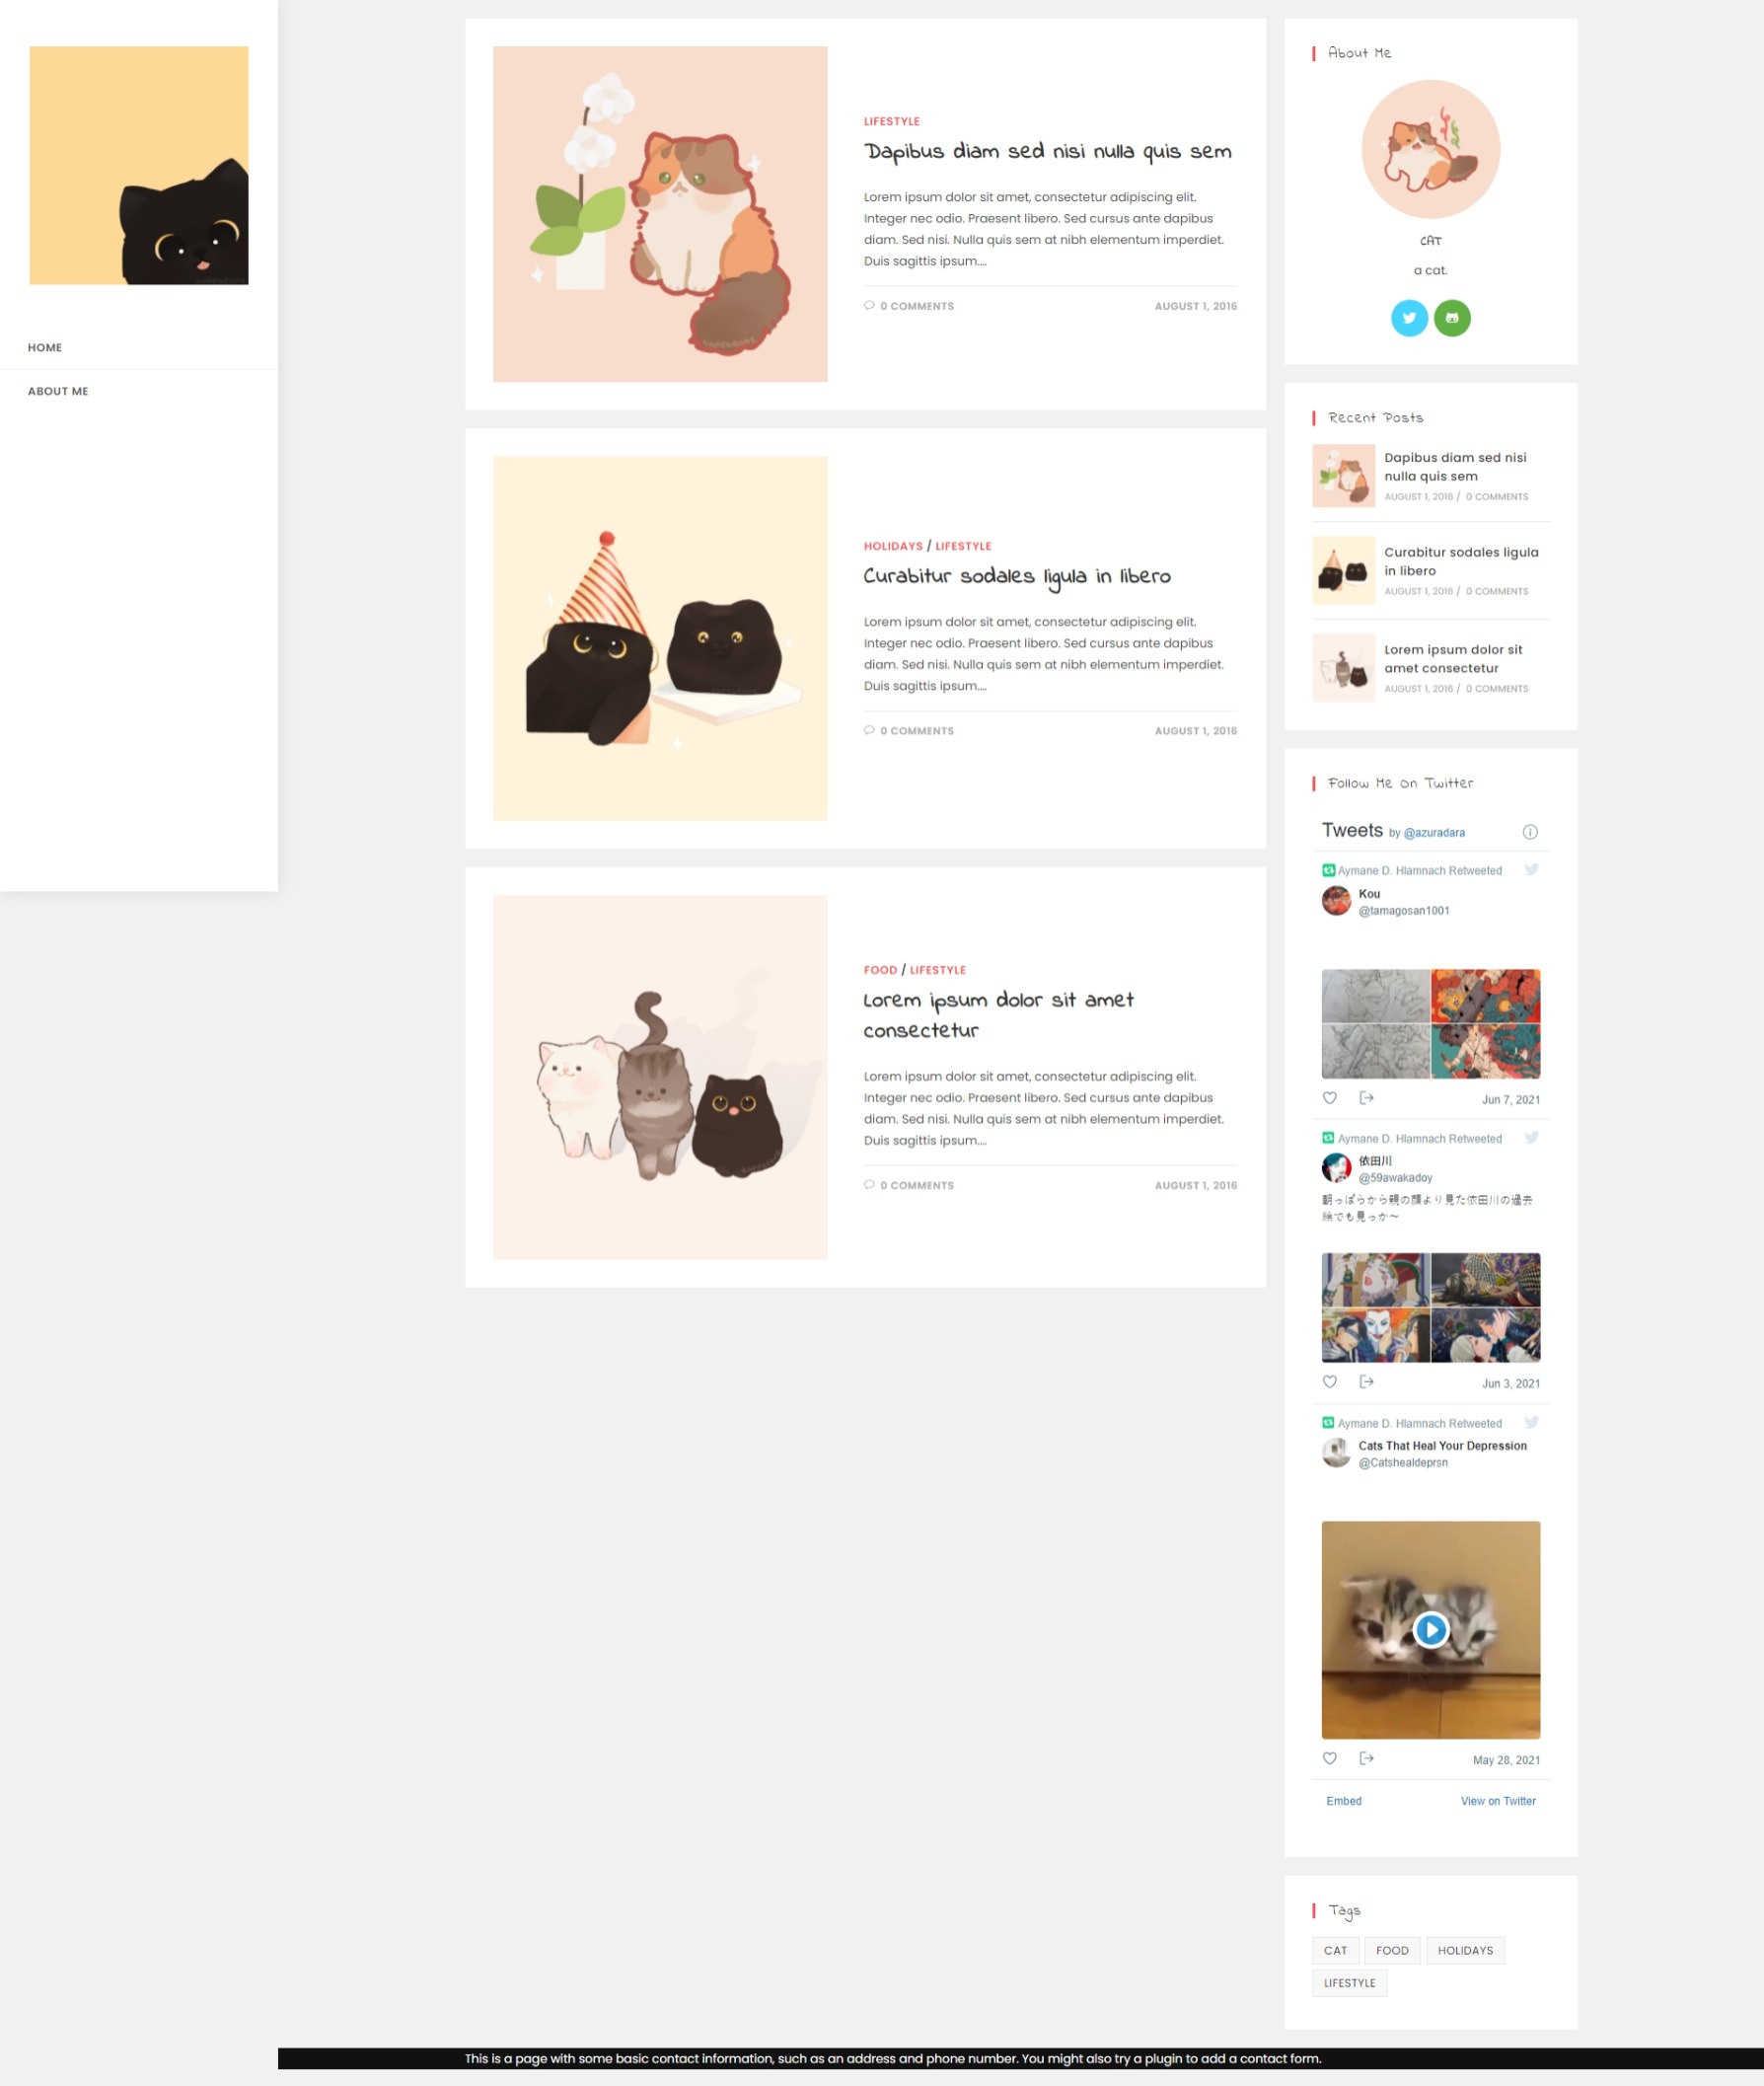 HOME
ABOUT ME
LIFESTYLE
Dapibus diam sed nisi nulla quis sem
Lorem ipsum dolor sit amet, consectetur adipiscing elit.
Integer nec odio. Praesent libero. Sed cursus ante dapibus
diam. Sed nisi. Nulla quis sem at nibh elementum imperdiet.
Duis sagittis ipsum....
0 COMMENTS AUGUST 1, 2016
HOLIDAYS / LIFESTYLE
Curabitur sodales ligula in libero
Lorem ipsum dolor sit amet, consectetur adipiscing elit.
Integer nec odio. Praesent libero. Sed cursus ante dapibus
diam. Sed nisi. Nulla quis sem at nibh elementum imperdiet.
Duis sagittis ipsum....
0 COMMENTS AUGUST 1, 2016
FOOD / LIFESTYLE
Lorem ipsum dolor sit amet
consectetur
Lorem ipsum dolor sit amet, consectetur adipiscing elit.
Integer nec odio. Praesent libero. Sed cursus ante dapibus
diam. Sed nisi. Nulla quis sem at nibh elementum imperdiet.
Duis sagittis ipsum....
0 COMMENTS AUGUST 1, 2016
About Me
CAT
a cat.
Recent Posts
Dapibus diam sed nisi
nulla quis sem
AUGUST 1, 2016 / 0 COMMENTS
Curabitur sodales ligula
in libero
AUGUST 1, 2016 / 0 COMMENTS
Lorem ipsum dolor sit
amet consectetur
AUGUST 1, 2016 / 0 COMMENTS
Follow Me On Twitter
Tweets by @azuradara
Aymane D. Hlamnach Retweeted
Kou
@tamagosan1001
Jun 7, 2021
Aymane D. Hlamnach Retweeted
依田川
@59awakadoy
朝っぱらから親の顔より見た依田川の過去
絵でも見っか〜
Jun 3, 2021
Aymane D. Hlamnach Retweeted
Cats That Heal Your Depression
@Catshealdeprsn
May 28, 2021
Embed View on Twitter
Tags
CAT FOOD HOLIDAYS
LIFESTYLE
This is a page with some basic contact information, such as an address and phone number. You might also try a plugin to add a contact form.